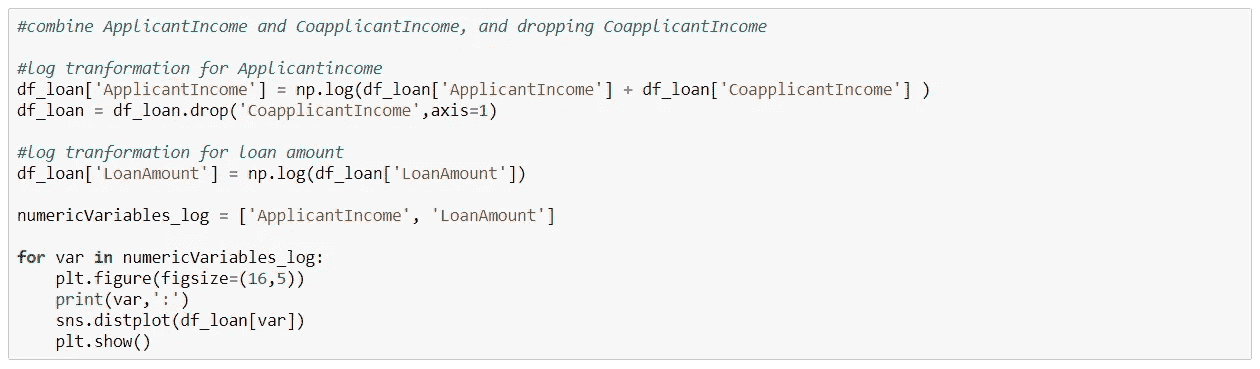 #combine ApplicantIncome and CoapplicantIncome, and dropping CoapplicantIncome
#log tranformation for Applicantincome
df_loan['ApplicantIncome'] = np.log(df_loan['ApplicantIncome'] + df_loan['CoapplicantIncome'] )
df_loan = df_loan.drop('CoapplicantIncome',axis=1)
#log tranformation for loan amount
df_loan['LoanAmount'] = np.log(df_loan['LoanAmount'])
numericVariables_log = ['ApplicantIncome', 'LoanAmount']
for var in numericVariables_log:
    plt.figure(figsize=(16,5))
    print(var,':')
    sns.distplot(df_loan[var])
    plt.show()